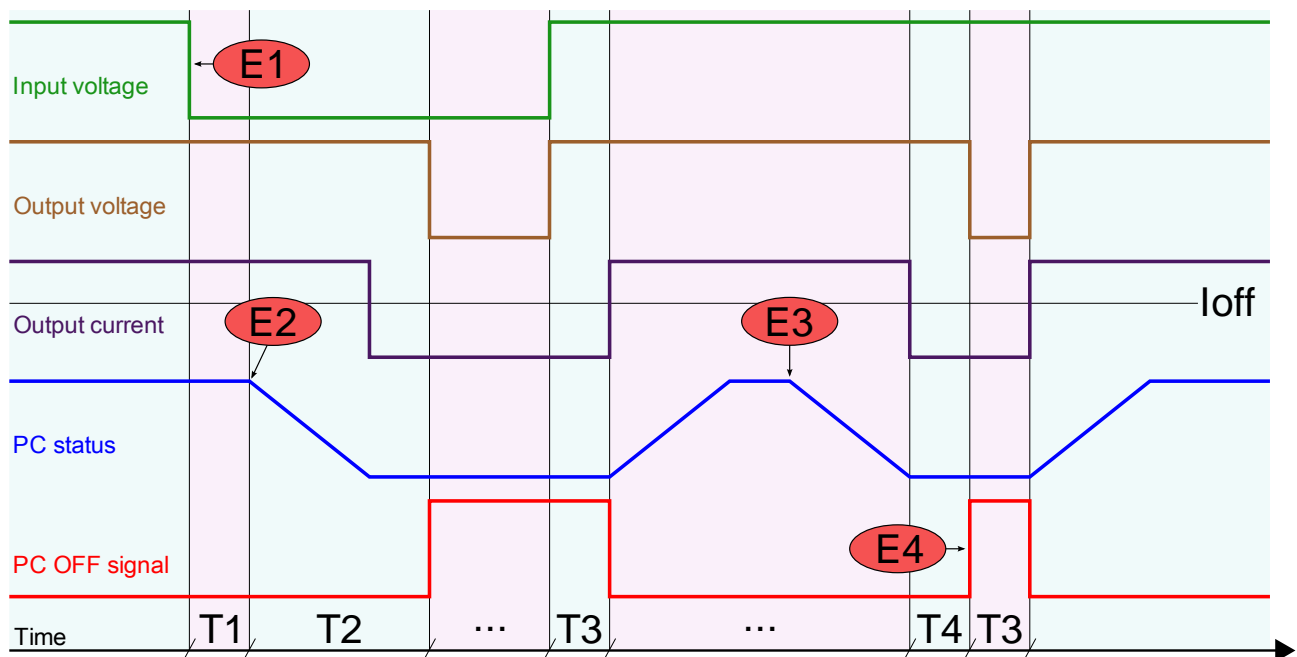 E1
Input voltage
Output voltage
Ioff
E2
E3
Output current
PC status
E4
PC OFF signal
Time
T1
T2
...
T3
...
T4
T3